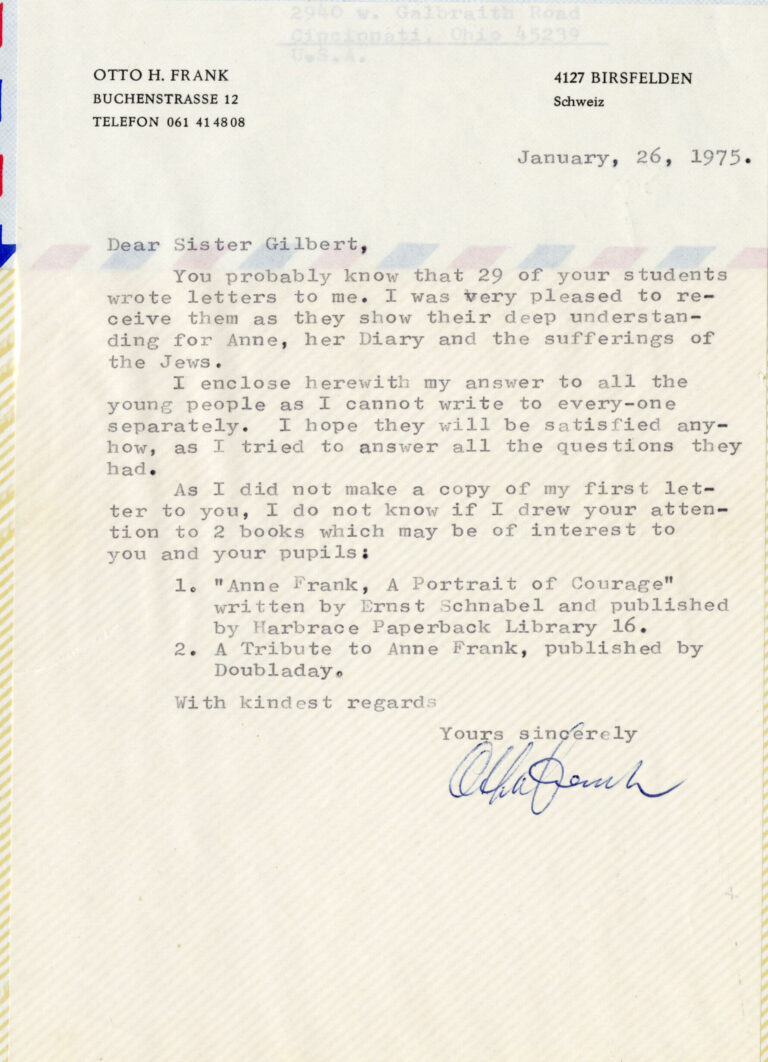 2940 W. Galbraith Road
Cincinnati, Ohio 45239
U.S.A.
OTTO H. FRANK
BUCHENSTRASSE 12
TELEFON 061 41 48 08
4127 BIRSFELDEN
Schweiz
January, 26, 1975.
Dear Sister Gilbert,
You probably know that 29 of your students
wrote letters to me. I was very pleased to re-
ceive them as they show their deep understan-
ding for Anne, her Diary and the sufferings of
the Jews.
I enclose herewith my answer to all the
young people as I cannot write to every-one
separately. I hope they will be satisfied any-
how, as I tried to answer all the questions they
had.
As I did not make a copy of my first let-
ter to you, I do not know if I drew your atten-
tion to 2 books which may be of interest to
you and your pupils:
1. "Anne Frank, A Portrait of Courage"
written by Ernst Schnabel and published
by Harbrace Paperback Library 16.
2. A Tribute to Anne Frank, published by
Doubladay.
With kindest regards
Yours sincerely
Otto Frank